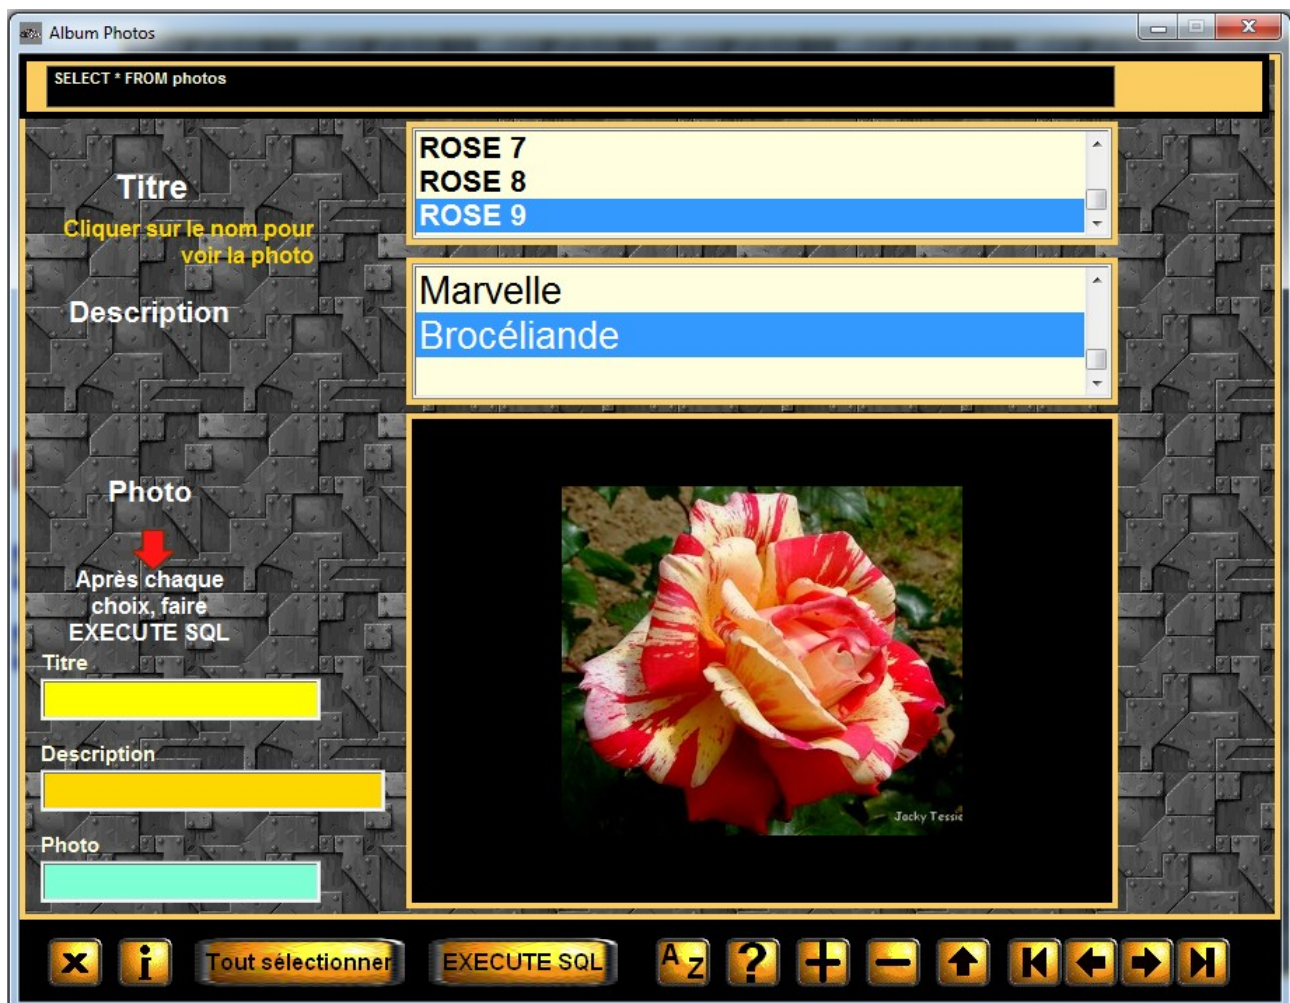 Album Photos
SELECT * FROM photos
Titre
Cliquer sur le nom pour
voir la photo
ROSE 7
ROSE 8
ROSE 9
Description
Marvelle
Brocéliande
Photo
Après chaque
choix, faire
EXECUTE SQL
Titre
Description
Photo
Jacky Tessie
Tout sélectionner
EXECUTE SQL
A Z